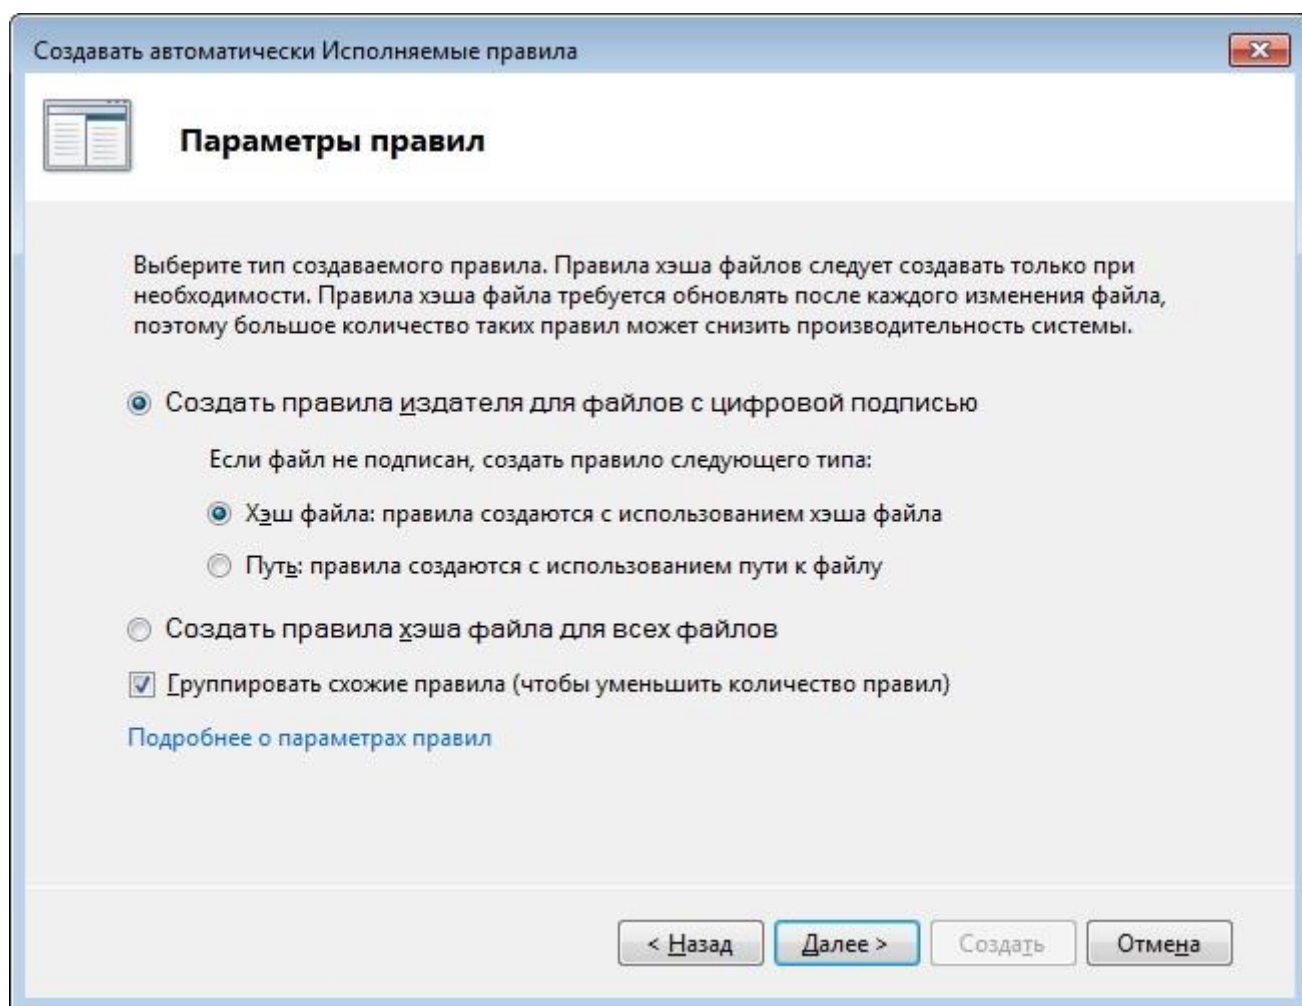 Создавать автоматически Исполняемые правила
Параметры правил
Выберите тип создаваемого правила. Правила хэша файлов следует создавать только при
необходимости. Правила хэша файла требуется обновлять после каждого изменения файла,
поэтому большое количество таких правил может снизить производительность системы.
Создать правила издателя для файлов с цифровой подписью
Если файл не подписан, создать правило следующего типа:
Хэш файла: правила создаются с использованием хэша файла
Путь: правила создаются с использованием пути к файлу
Создать правила хэша файла для всех файлов
Группировать схожие правила (чтобы уменьшить количество правил)
Подробнее о параметрах правил
< Назад Далее > Создать Отмена